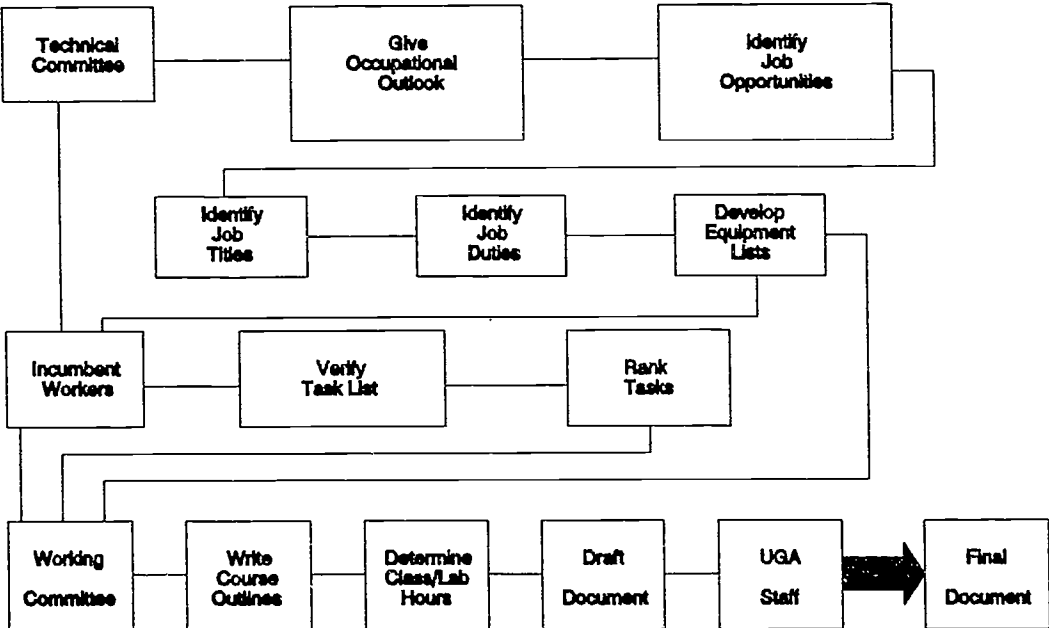 Technical
Committee
Give
Occupational
Outlook
Identify
Job
Opportunities
Identify
Job
Titles
Identify
Job
Duties
Develop
Equipment
Lists
Incumbent
Workers
Verify
Task List
Rank
Tasks
Working
Committee
Write
Course
Outlines
Determine
Class/Lab
Hours
Draft
Document
UGA
Staff
Final
Document